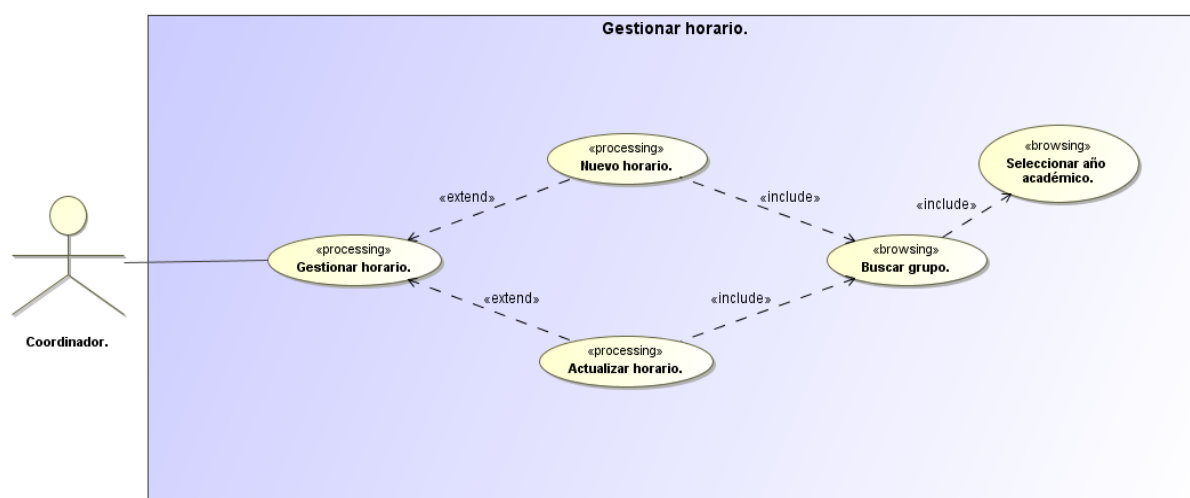 Gestionar horario.
«processing»
Nuevo horario.
«browsing»
Seleccionar año
académico.
«extend»
«include»
«include»
«processing»
Gestionar horario.
«browsing»
Buscar grupo.
«extend»
«include»
Coordinador.
«processing»
Actualizar horario.